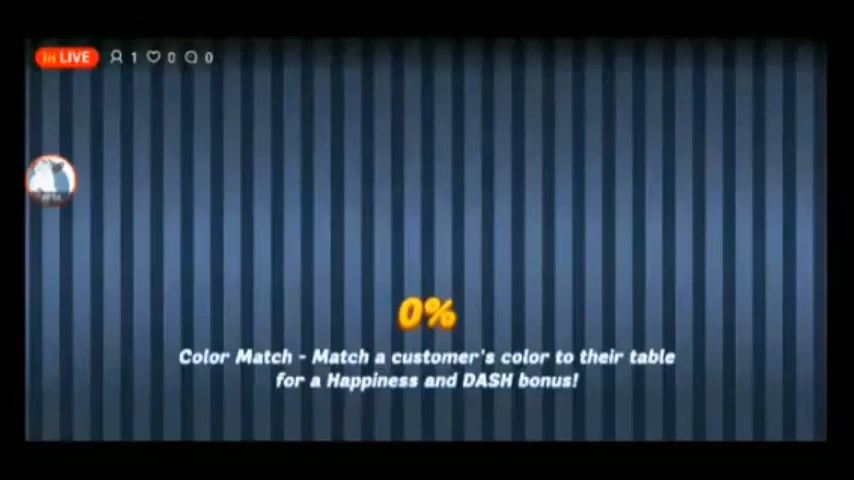 LIVE 1 0 0
0%
Color Match - Match a customer's color to their table
for a Happiness and DASH bonus!